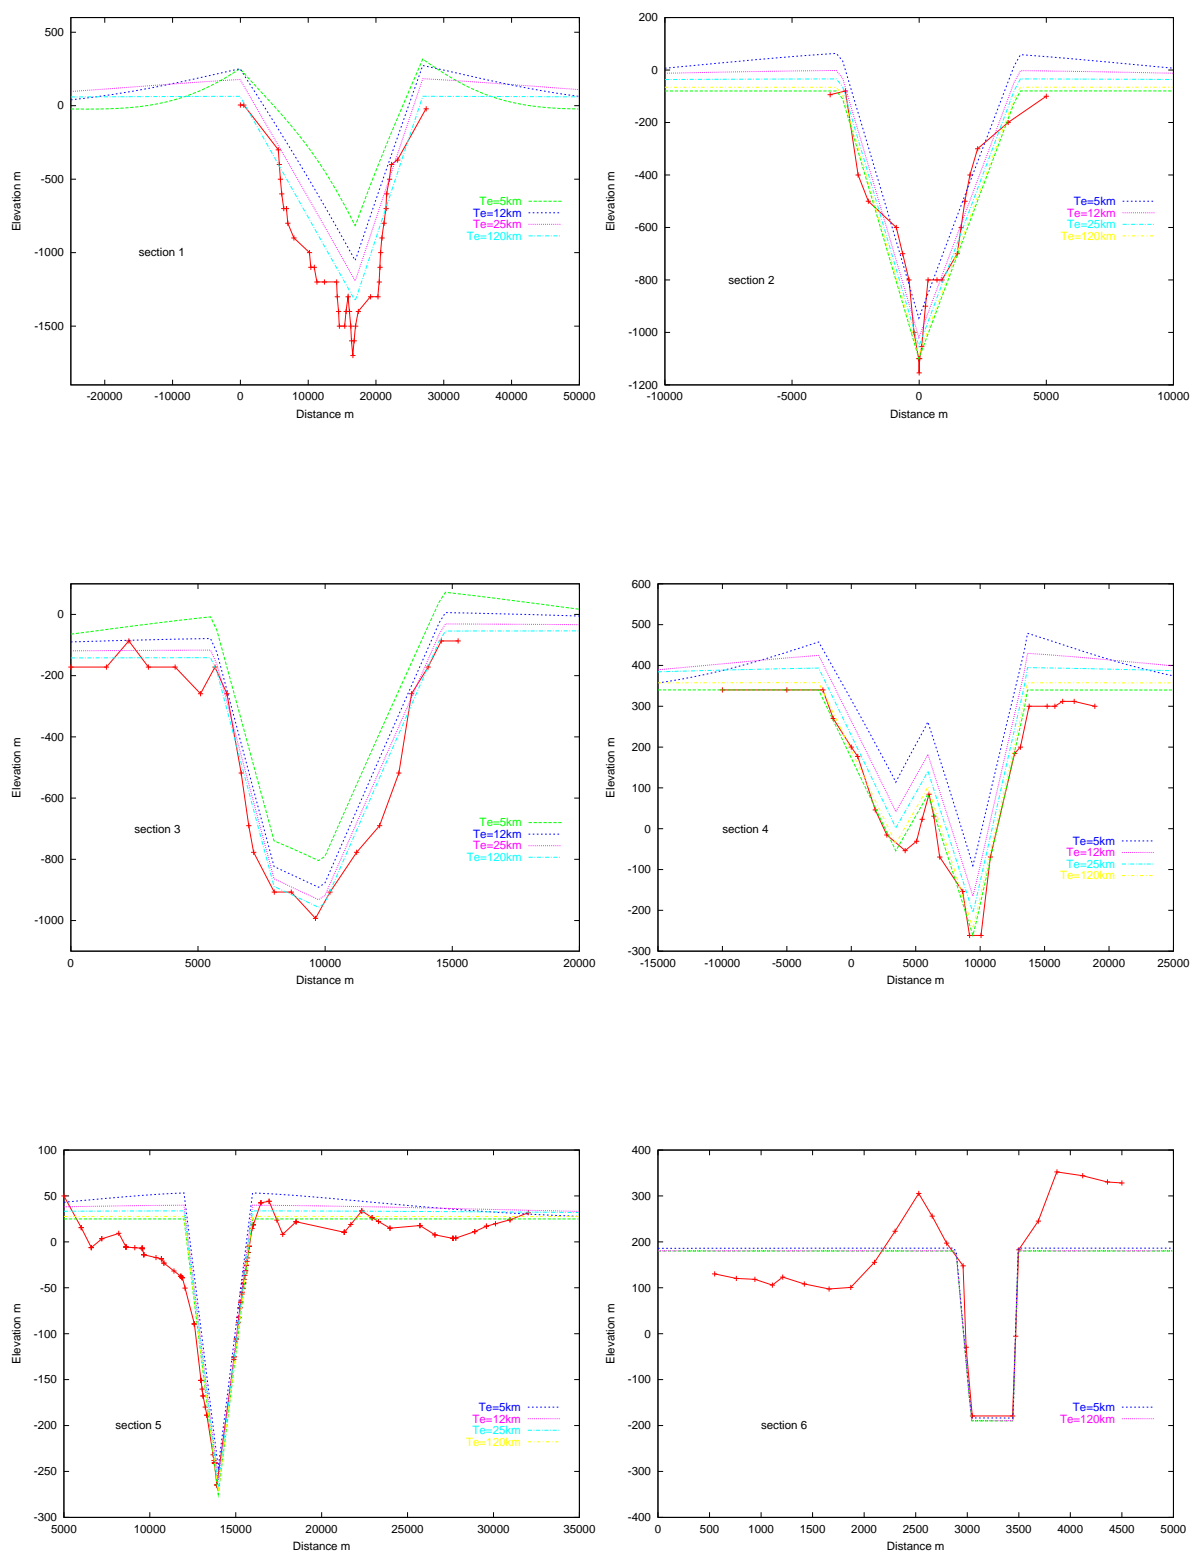 500
0
-500
-1000
-1500
-20000 -10000 0 10000 20000 30000 40000 50000
Elevation m
Distance m
section 1
Te=5km
Te=12km
Te=25km
Te=120km
200
0
-200
-400
-600
-800
-1000
-1200
-10000 -5000 0 5000 10000
Elevation m
Distance m
section 2
Te=5km
Te=12km
Te=25km
Te=120km
0
-200
-400
-600
-800
-1000
0 5000 10000 15000 20000
Elevation m
Distance m
section 3
Te=5km
Te=12km
Te=25km
Te=120km
600
500
400
300
200
100
0
-100
-200
-300
-15000 -10000 -5000 0 5000 10000 15000 20000 25000
Elevation m
Distance m
section 4
Te=5km
Te=12km
Te=25km
Te=120km
100
50
0
-50
-100
-150
-200
-250
-300
5000 10000 15000 20000 25000 30000 35000
Elevation m
Distance m
section 5
Te=5km
Te=12km
Te=25km
Te=120km
400
300
200
100
0
-100
-200
-300
-400
0 500 1000 1500 2000 2500 3000 3500 4000 4500 5000
Elevation m
Distance m
section 6
Te=5km
Te=120km